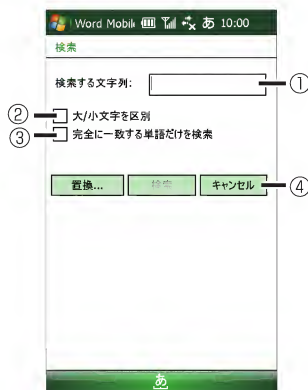 Word Mobik あ 10:00
検索
検索する文字列: ①
② 大/小文字を区別
③ 完全に一致する単語だけを検索
置換... 検索 キャンセル ④
あ